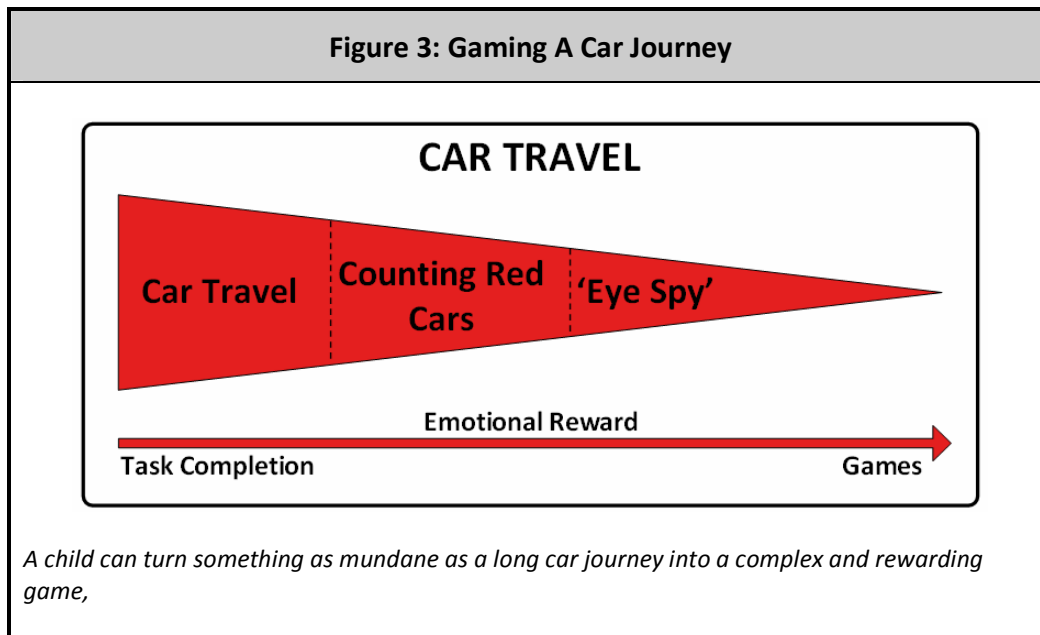 Figure 3: Gaming A Car Journey
CAR TRAVEL
Car Travel
Counting Red
Cars
‘Eye Spy’
Emotional Reward
Task Completion
Games
A child can turn something as mundane as a long car journey into a complex and rewarding
game,